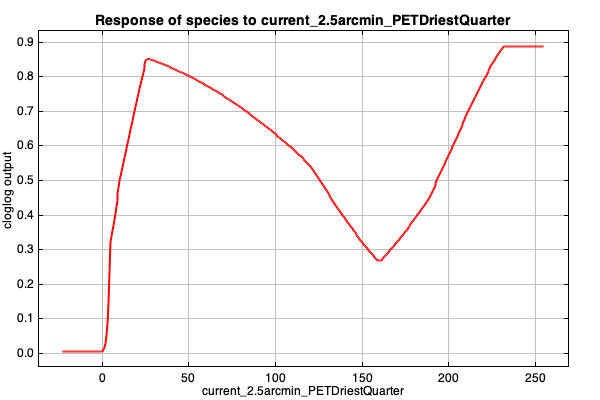 Response of species to current_2.5arcmin_PETDriestQuarter
0.9
0.8
0.7
0.6
0.5
0.4
0.3
0.2
0.1
0.0
cloglog output
0 50 100 150 200 250
current_2.5arcmin_PETDriestQuarter